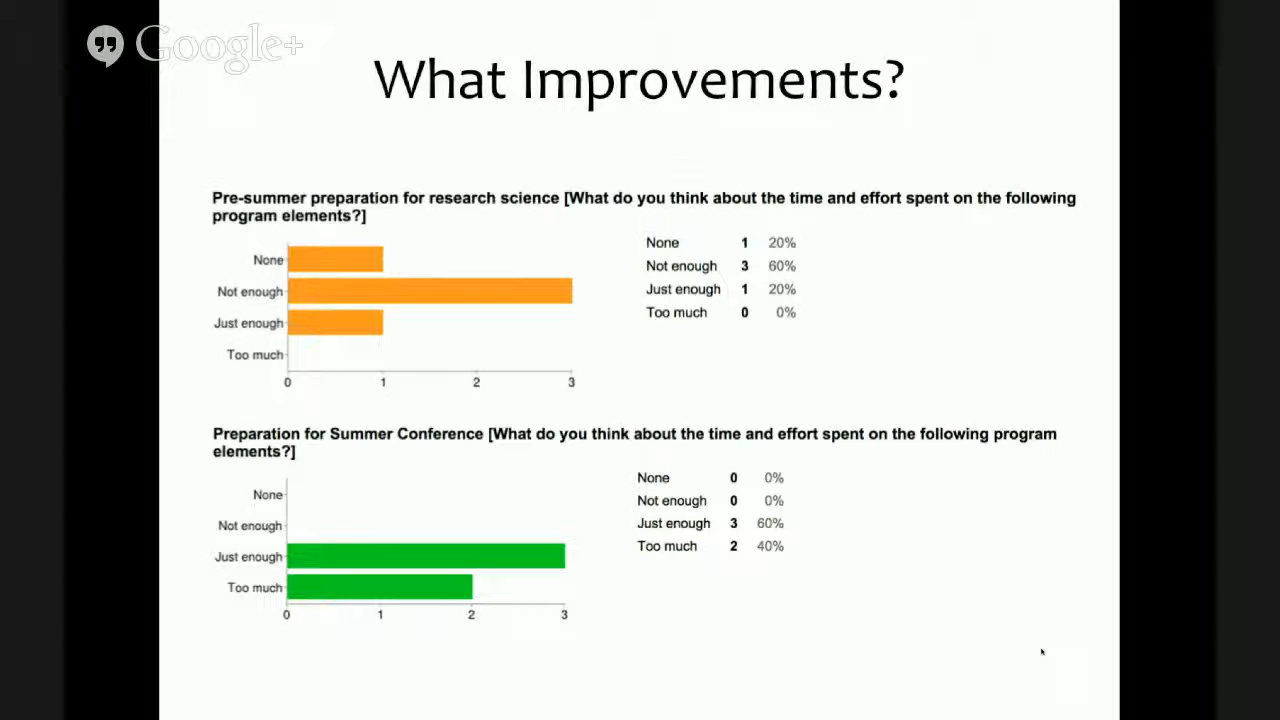 Google+
What Improvements?
Pre-summer preparation for research science [What do you think about the time and effort spent on the following
program elements?]
None
Not enough
Just enough
Too much
0 1 2 3
None 1 20%
Not enough 3 60%
Just enough 1 20%
Too much 0 0%
Preparation for Summer Conference [What do you think about the time and effort spent on the following program
elements?]
None
Not enough
Just enough
Too much
0 1 2 3
None 0 0%
Not enough 0 0%
Just enough 3 60%
Too much 2 40%